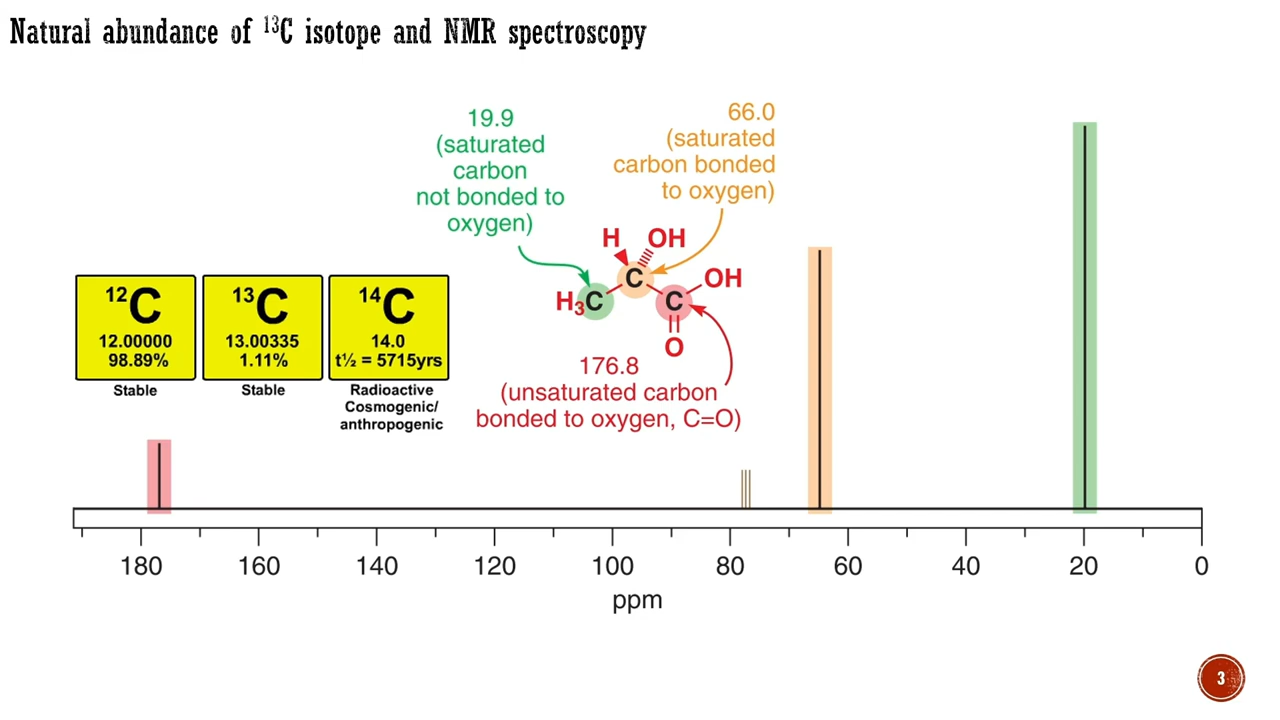 Natural abundance of ¹³C isotope and NMR spectroscopy
19.9
(saturated
carbon
not bonded to
oxygen)
66.0
(saturated
carbon bonded
to oxygen)
H OH
C
OH
H₃C
C
O
176.8
(unsaturated carbon
bonded to oxygen, C=O)
¹²C
12.00000
98.89%
Stable
¹³C
13.00335
1.11%
Stable
¹⁴C
14.0
t½ = 5715yrs
Radioactive
Cosmogenic/
anthropogenic
180 160 140 120 100 80 60 40 20 0
ppm
3